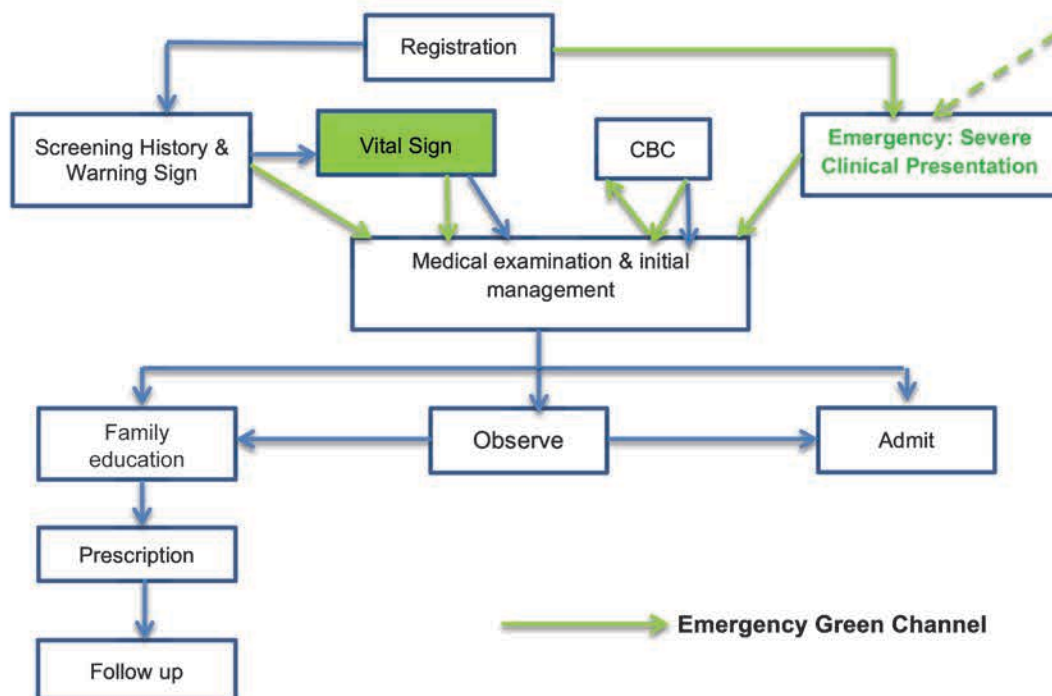 Registration
Screening History &
Warning Sign
Vital Sign
CBC
Emergency: Severe
Clinical Presentation
Medical examination & initial
management
Family
education
Observe
Admit
Prescription
Emergency Green Channel
Follow up